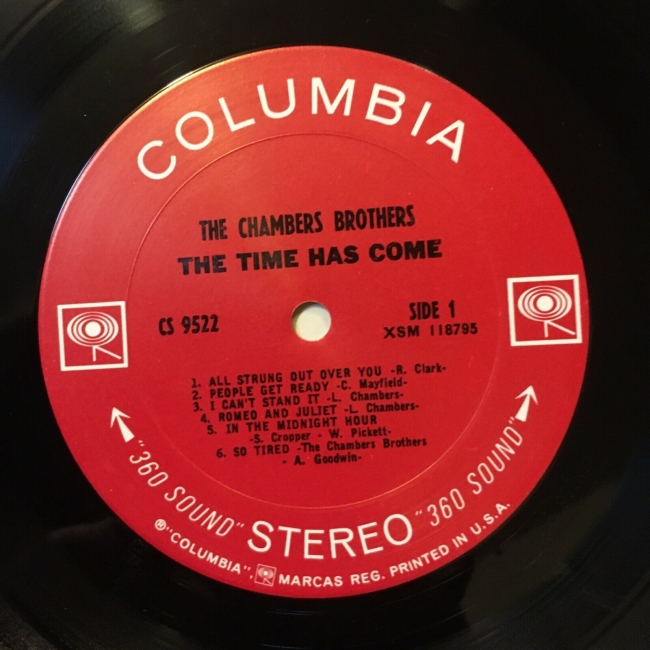 COLUMBIA
THE CHAMBERS BROTHERS
THE TIME HAS COME
CS 9522
SIDE 1
XSM 118795
1. ALL STRUNG OUT OVER YOU -R. Clark-
2. PEOPLE GET READY -C. Mayfield-
3. I CAN'T STAND IT -L. Chambers-
4. ROMEO AND JULIET -L. Chambers-
5. IN THE MIDNIGHT HOUR
-S. Cropper - W. Pickett-
6. SO TIRED -The Chambers Brothers
- A. Goodwin-
"360 SOUND" STEREO "360 SOUND"
®"COLUMBIA", MARCAS REG. PRINTED IN U.S.A.